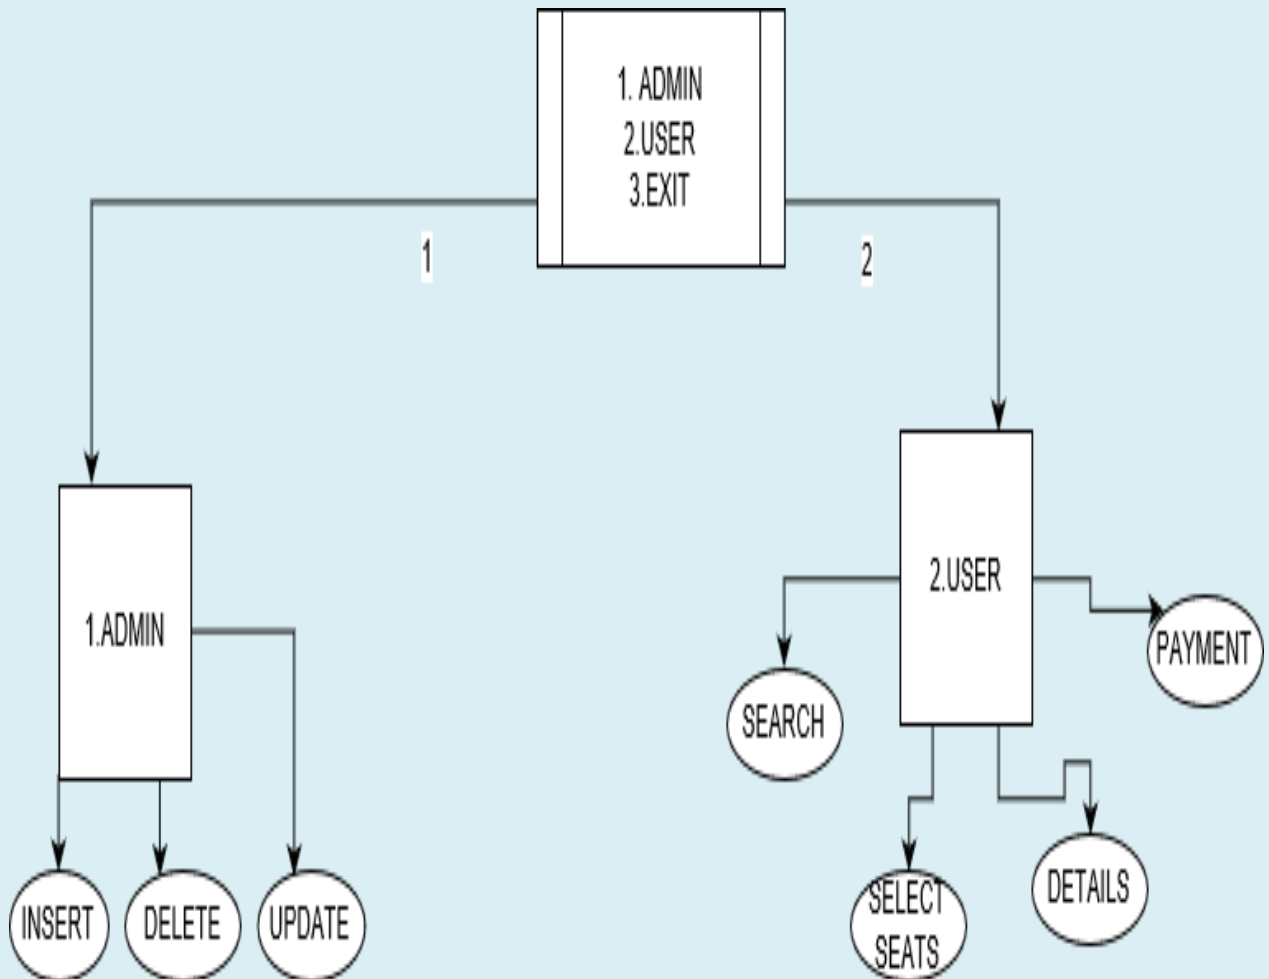 1. ADMIN
2.USER
3.EXIT
1
2
1.ADMIN
2.USER
PAYMENT
SEARCH
INSERT
DELETE
UPDATE
SELECT
SEATS
DETAILS